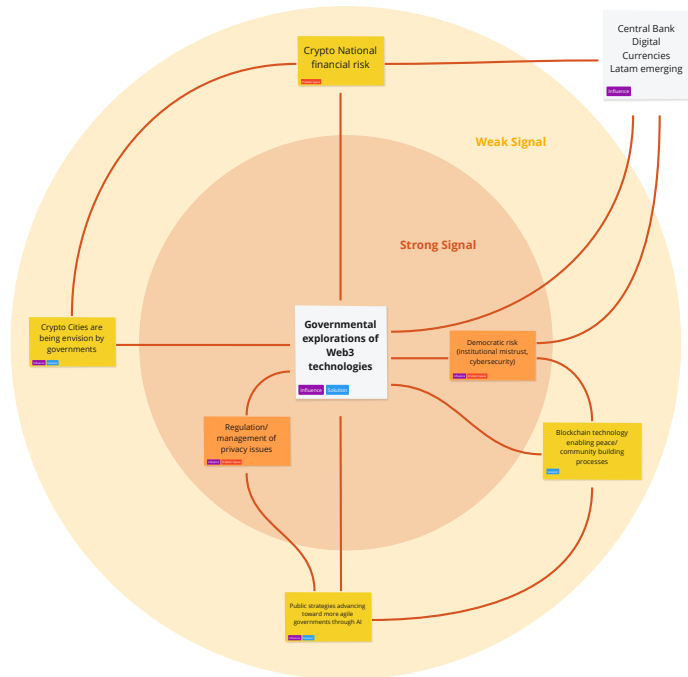 Crypto National
financial risk
Central Bank
Digital
Currencies
Latam emerging
Influence
Weak Signal
Strong Signal
Crypto Cities are
being envision by
governments
Governmental
explorations of
Web3
technologies
Influence
Solution
Democratic risk
(institutional mistrust,
cybersecurity)
Regulation/
management of
privacy issues
Blockchain technology
enabling peace/
community building
processes
Public strategies advancing
toward more agile
governments through AI